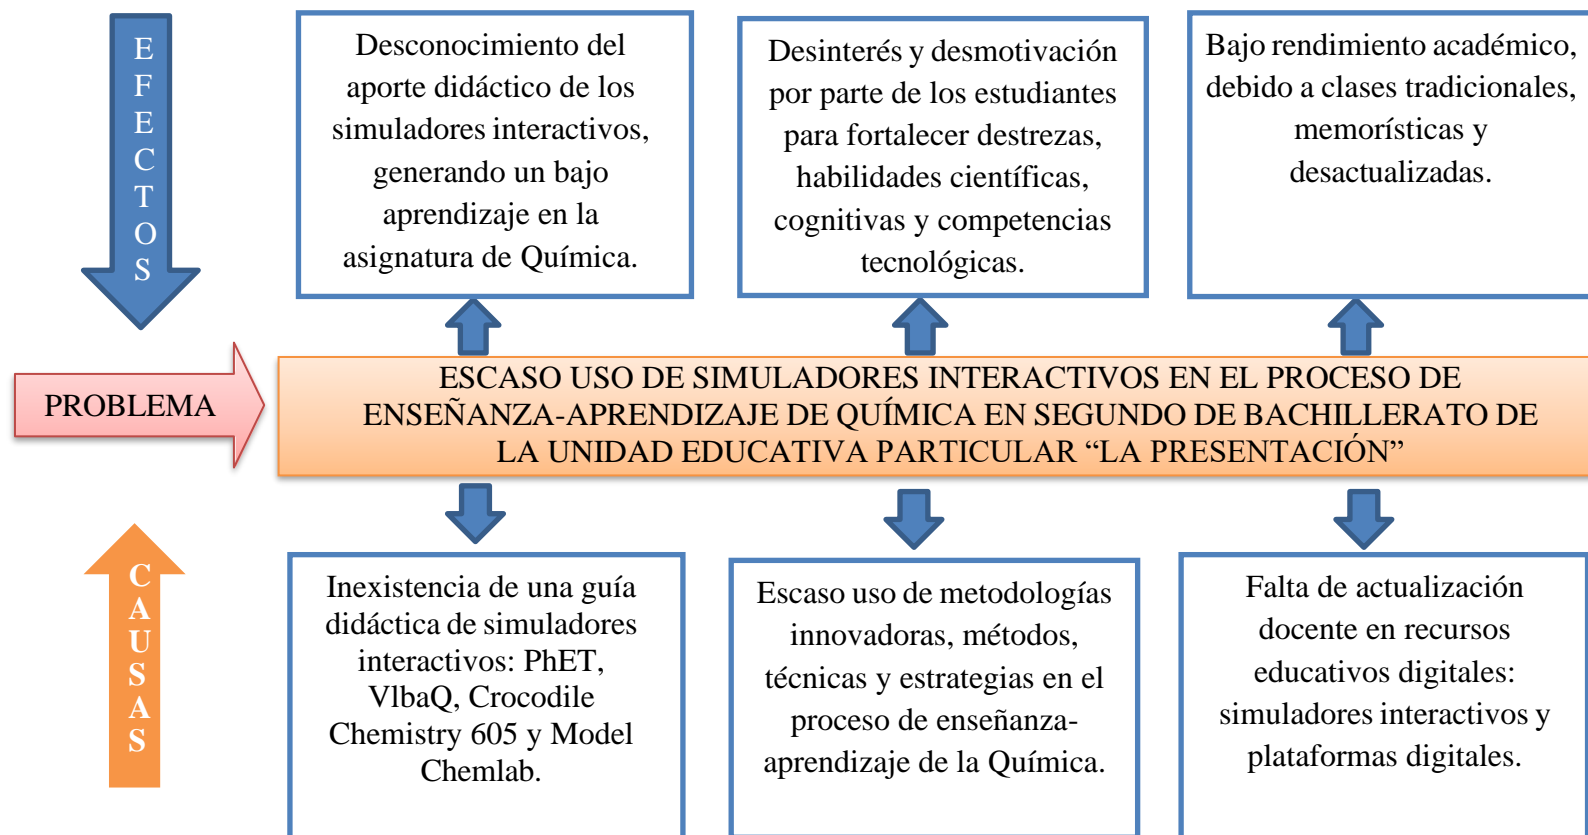 EFECTOS
Desconocimiento del
aporte didáctico de los
simuladores interactivos,
generando un bajo
aprendizaje en la
asignatura de Química.
Desinterés y desmotivación
por parte de los estudiantes
para fortalecer destrezas,
habilidades científicas,
cognitivas y competencias
tecnológicas.
Bajo rendimiento académico,
debido a clases tradicionales,
memorísticas y
desactualizadas.
PROBLEMA
ESCASO USO DE SIMULADORES INTERACTIVOS EN EL PROCESO DE
ENSEÑANZA-APRENDIZAJE DE QUÍMICA EN SEGUNDO DE BACHILLERATO DE
LA UNIDAD EDUCATIVA PARTICULAR “LA PRESENTACIÓN”
CAUSAS
Inexistencia de una guía
didáctica de simuladores
interactivos: PhET,
VlbaQ, Crocodile
Chemistry 605 y Model
Chemlab.
Escaso uso de metodologías
innovadoras, métodos,
técnicas y estrategias en el
proceso de enseñanza-
aprendizaje de la Química.
Falta de actualización
docente en recursos
educativos digitales:
simuladores interactivos y
plataformas digitales.